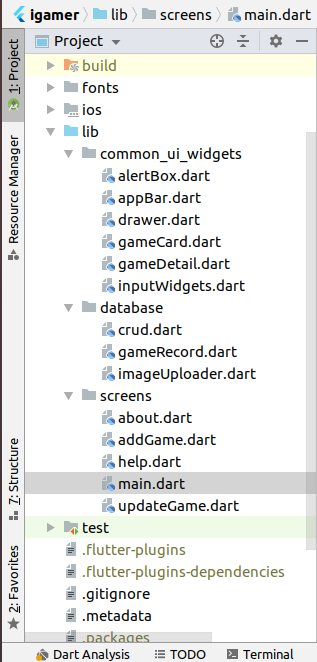 igamer lib screens main.dart
Project
build
fonts
ios
lib
common_ui_widgets
alertBox.dart
appBar.dart
drawer.dart
gameCard.dart
gameDetail.dart
inputWidgets.dart
database
crud.dart
gameRecord.dart
imageUploader.dart
screens
about.dart
addGame.dart
help.dart
main.dart
updateGame.dart
test
.flutter-plugins
.flutter-plugins-dependencies
.gitignore
.metadata
.packages
1: Project
Resource Manager
7: Structure
2: Favorites
Dart Analysis TODO Terminal